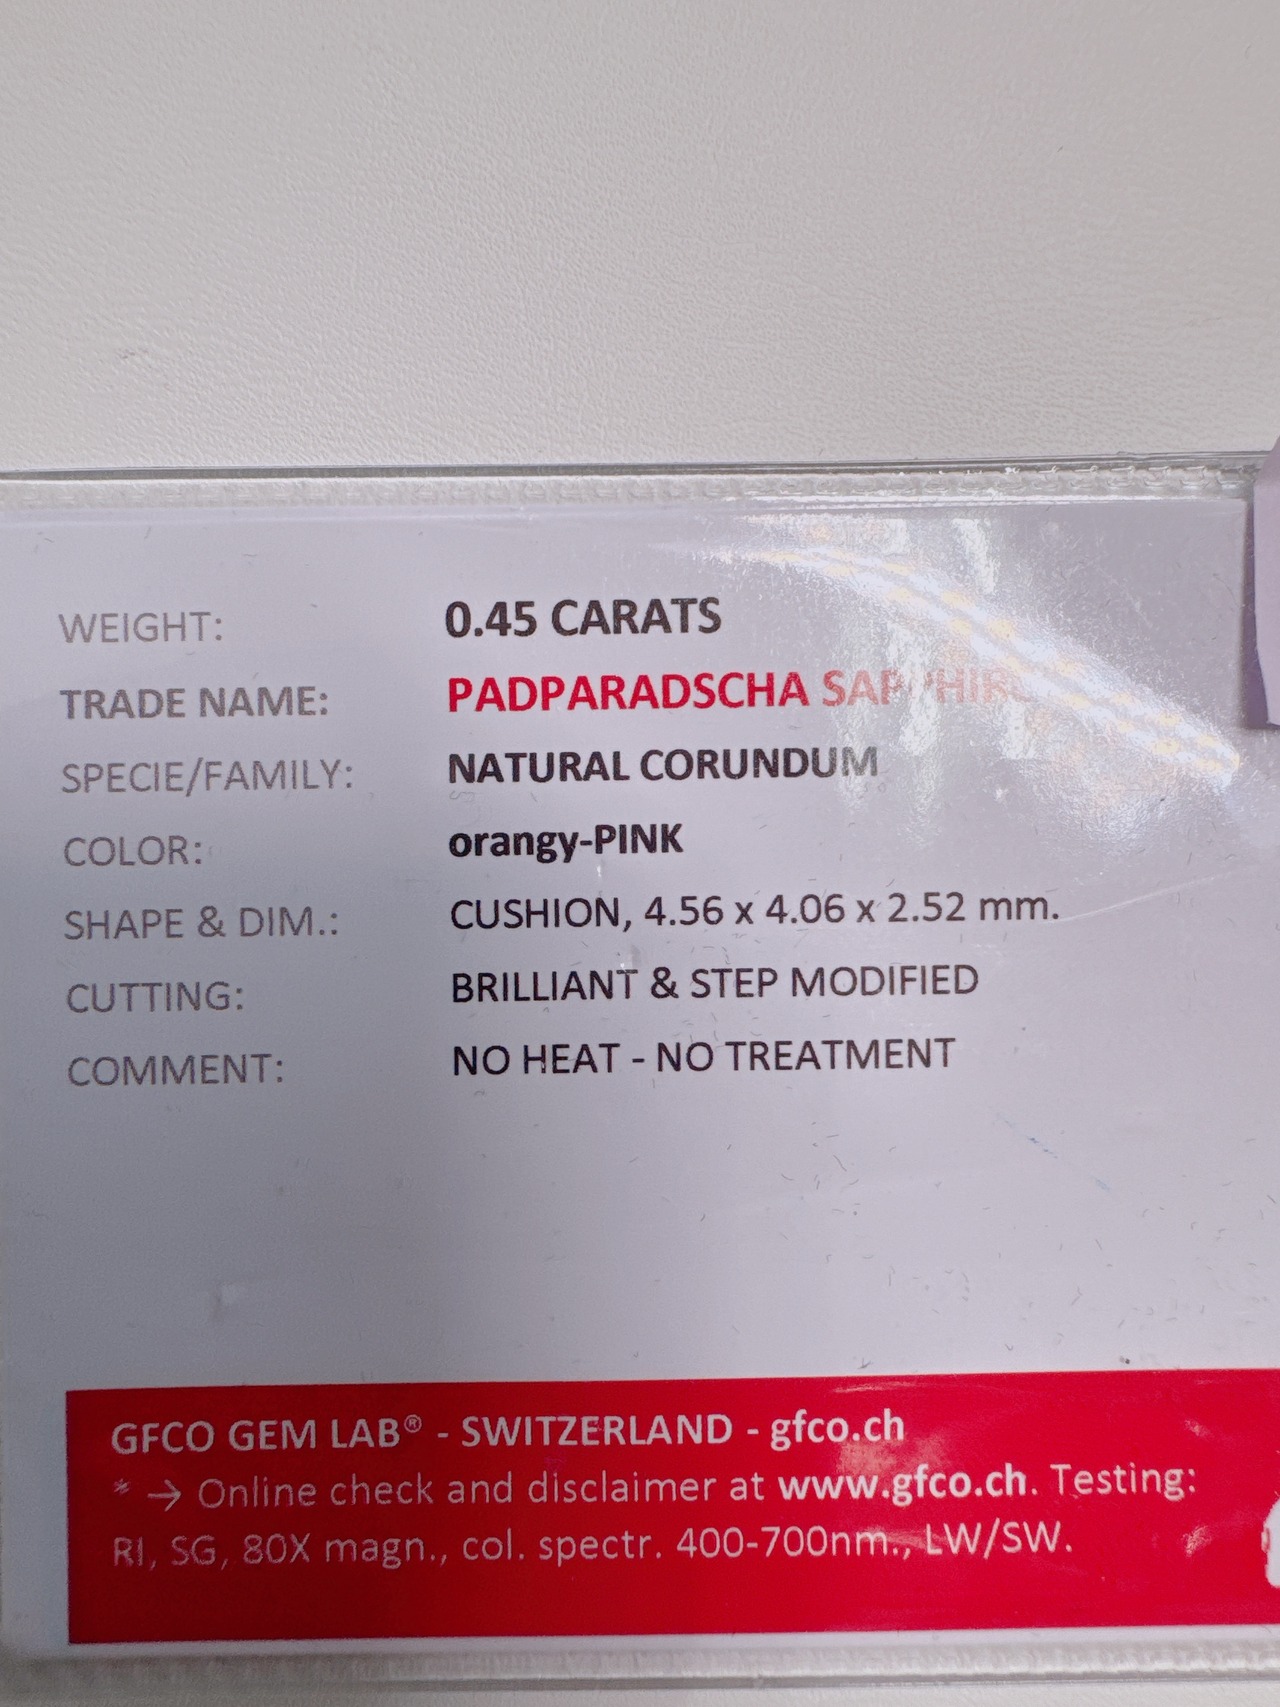 WEIGHT: 0.45 CARATS
TRADE NAME: PADPARADSCHA SAPPHIRE
SPECIE/FAMILY: NATURAL CORUNDUM
COLOR: orangy-PINK
SHAPE & DIM.: CUSHION, 4.56 x 4.06 x 2.52 mm.
CUTTING: BRILLIANT & STEP MODIFIED
COMMENT: NO HEAT - NO TREATMENT
GFCO GEM LAB® - SWITZERLAND - gfco.ch
* → Online check and disclaimer at www.gfco.ch. Testing:
RI, SG, 80X magn., col. spectr. 400-700nm., LW/SW.